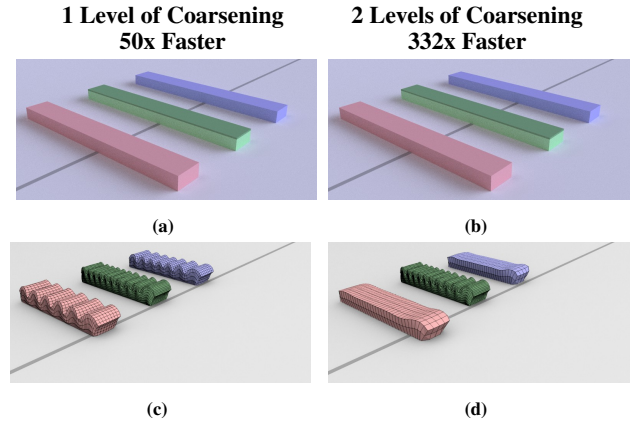 1 Level of Coarsening
50x Faster
2 Levels of Coarsening
332x Faster
(a)
(b)
(c)
(d)